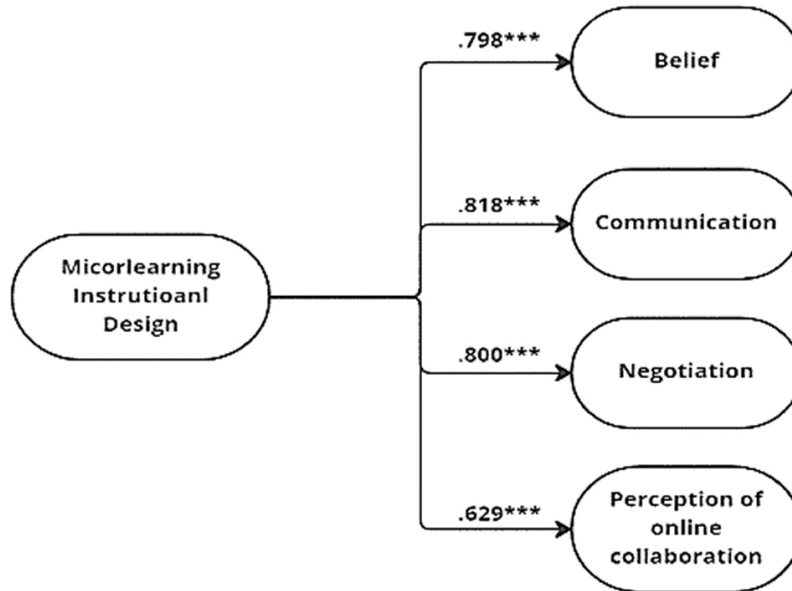 .798***
Belief
.818***
Communication
Micorlearning
Instrutioanl
Design
.800***
Negotiation
.629***
Perception of
online
collaboration